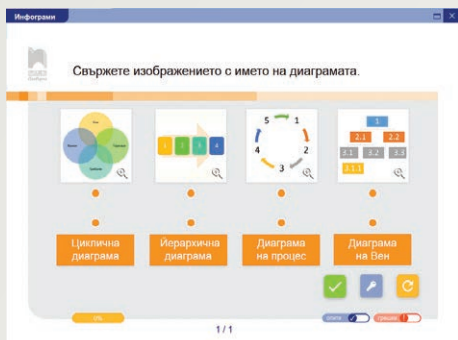 Инфограми
Свържете изображението с името на диаграмата.
1 2 3 4
5 1
4 2
3
1.
2.1 2.2
3.1 3.2 3.3
3.1.1
Циклична
диаграма
Йерархична
диаграма
Диаграма
на процес
Диаграма
на Вен
0%
1 / 1